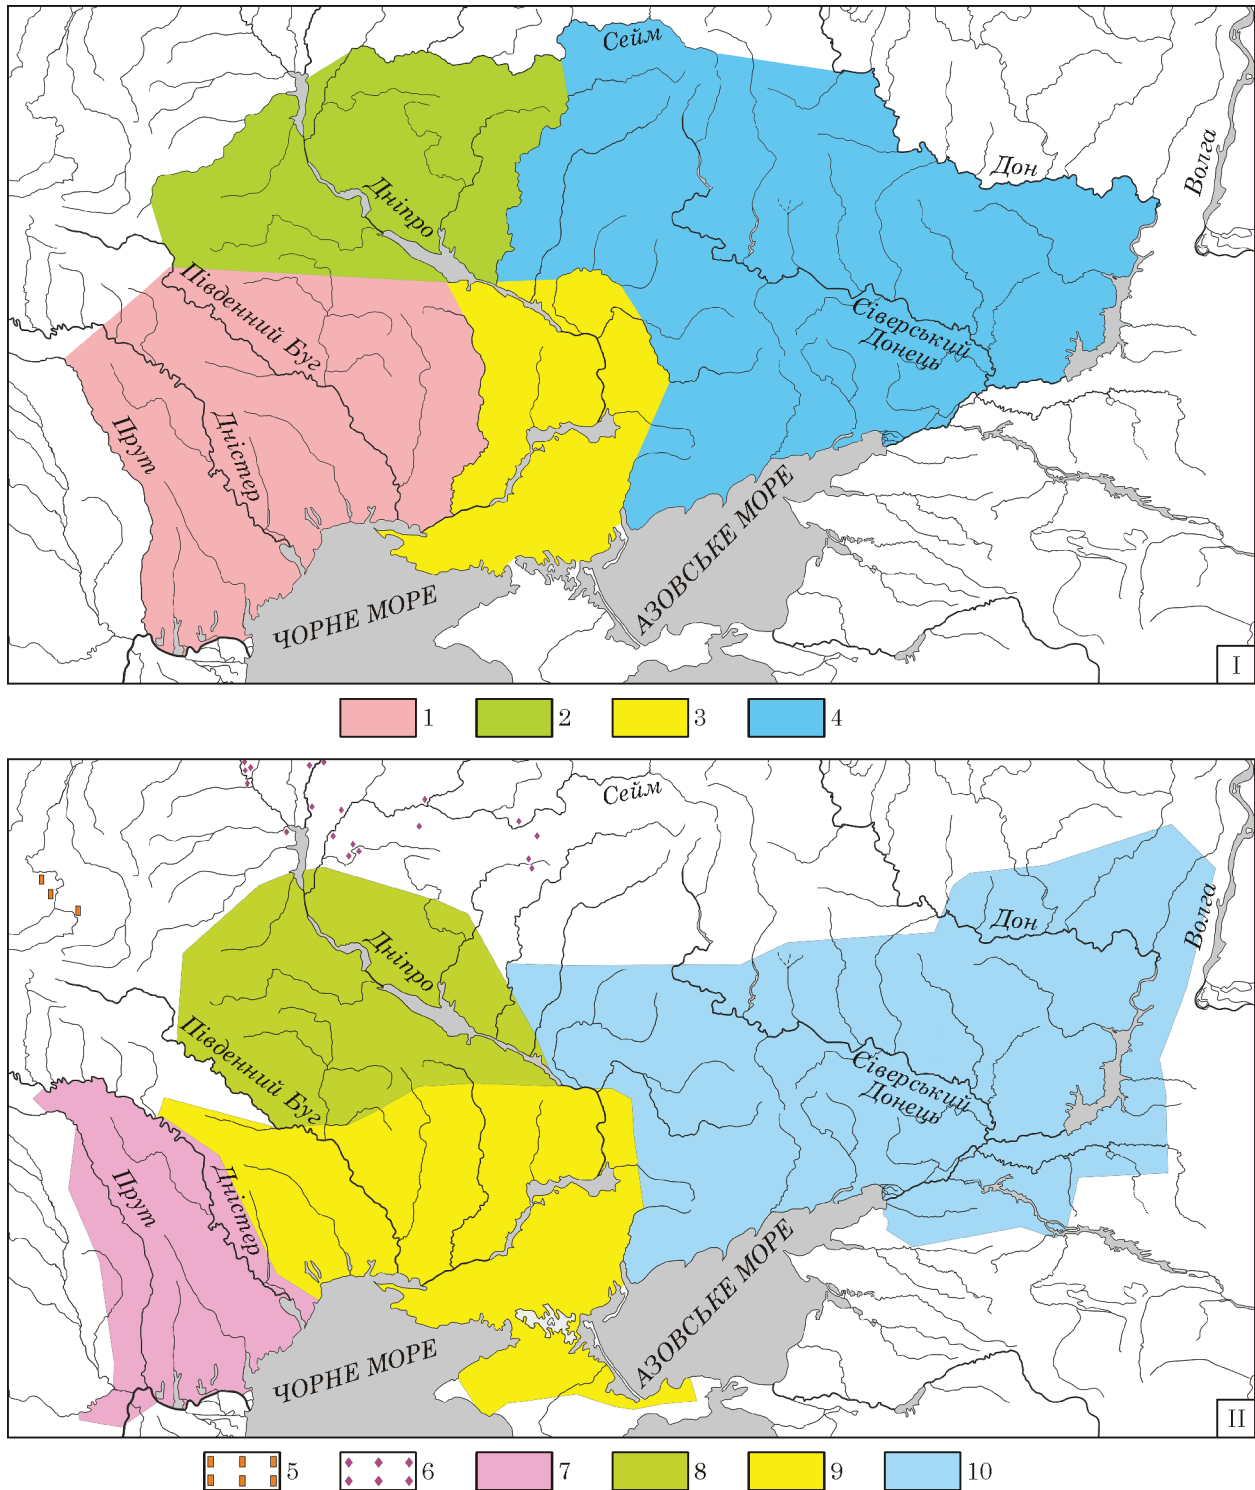 Сейм
Дон
Волга
Дніпро
Південний Буг
Сіверський
Донець
Прут
Дністер
ЧОРНЕ МОРЕ
АЗОВСЬКЕ МОРЕ
I
1 2 3 4
Сейм
Дон
Волга
Дніпро
Південний Буг
Сіверський
Донець
Прут
Дністер
ЧОРНЕ МОРЕ
АЗОВСЬКЕ МОРЕ
II
5 6 7 8 9 10